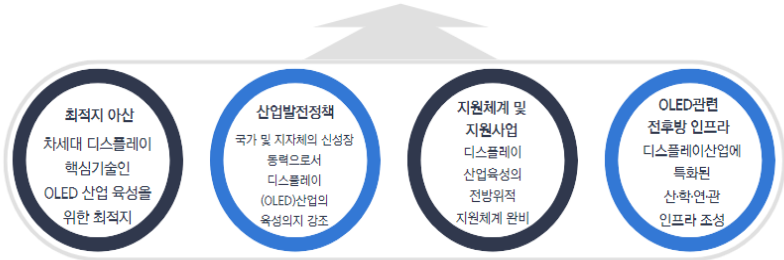 최적지 아산
차세대 디스플레이
핵심기술인
OLED 산업 육성을
위한 최적지
산업발전정책
국가 및 지자체의 신성장
동력으로서
디스플레이
(OLED)산업의
육성의지 강조
지원체계 및
지원사업
디스플레이
산업육성의
전방위적
지원체계 완비
OLED관련
전후방 인프라
디스플레이산업에
특화된
산·학·연·관
인프라 조성